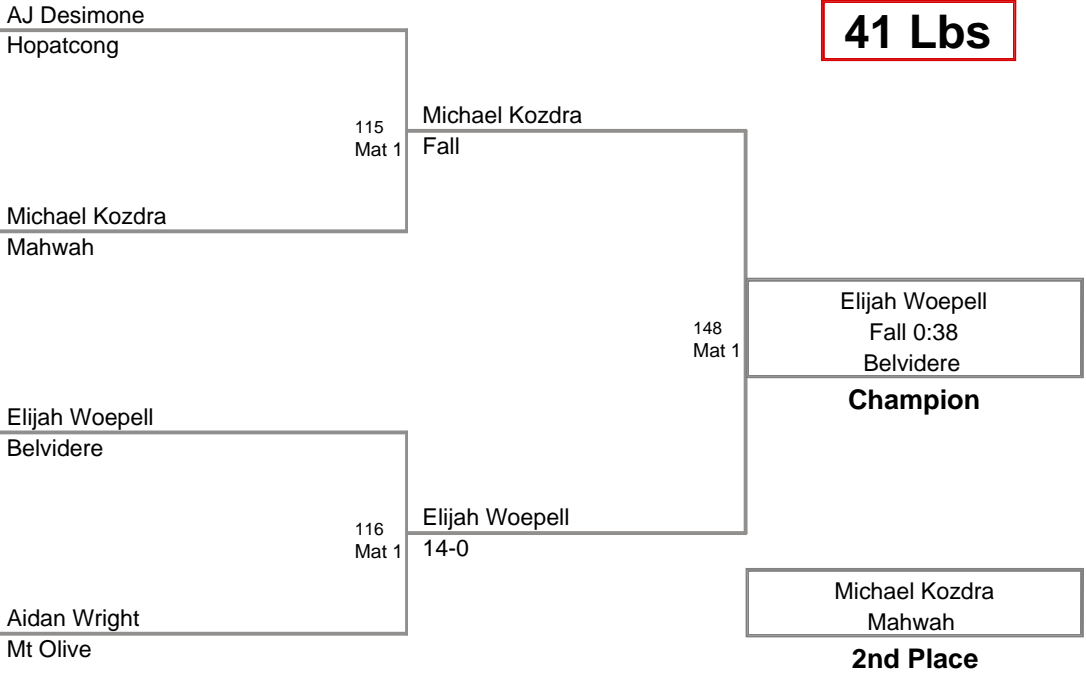 41 Lbs
AJ Desimone
Hopatcong
115
Mat 1
Michael Kozdra
Mahwah
Michael Kozdra
Fall
Elijah Woepell
Belvidere
116
Mat 1
Aidan Wright
Mt Olive
Elijah Woepell
14-0
148
Mat 1
Elijah Woepell
Fall 0:38
Belvidere
Champion
Michael Kozdra
Mahwah
2nd Place